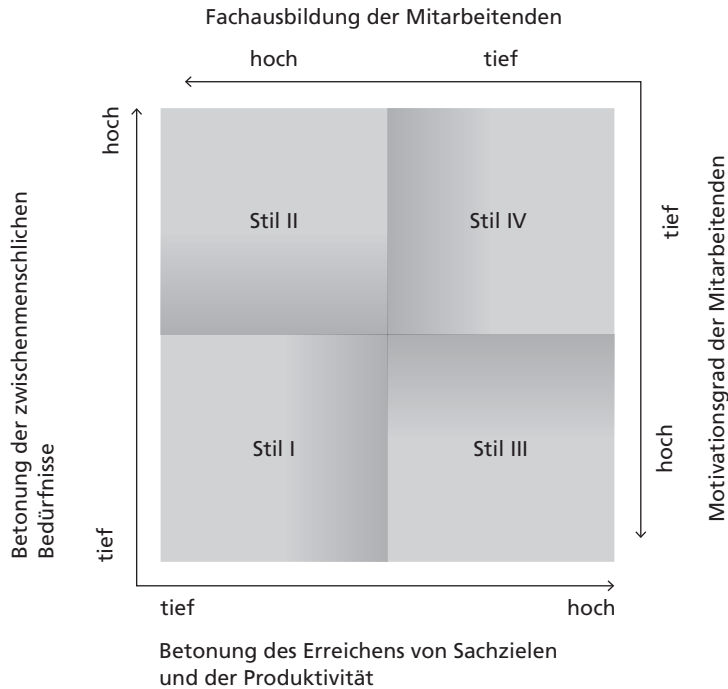 Fachausbildung der Mitarbeitenden
hoch
tief
hoch
Stil II
Stil IV
tief
Betonung der zwischenmenschlichen
Bedürfnisse
Motivationsgrad der Mitarbeitenden
Stil I
Stil III
hoch
tief
tief
hoch
Betonung des Erreichens von Sachzielen
und der Produktivität